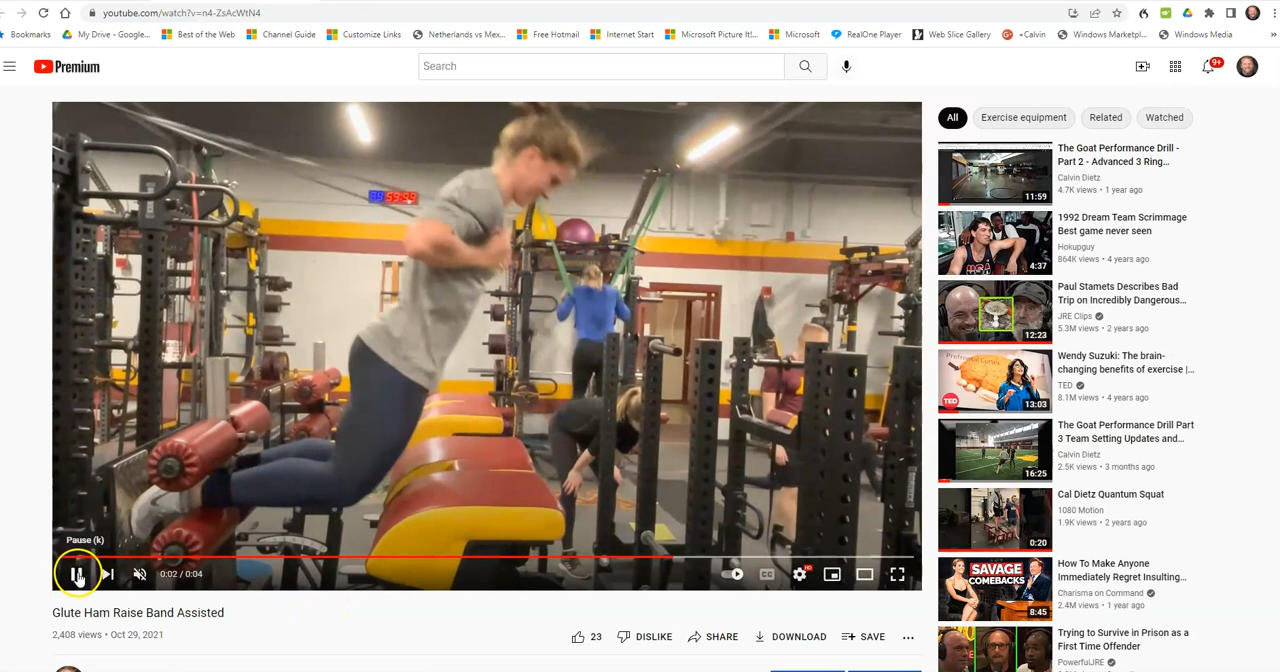 youtube.com/watch?v=n4-ZsAcWtN4
Bookmarks
My Drive - Google...
Best of the Web
Channel Guide
Customize Links
Netherlands vs Mex...
Free Hotmail
Internet Start
Microsoft Picture It!...
Microsoft
RealOne Player
Web Slice Gallery
+Calvin
Windows Marketpl...
Windows Media
»
Premium
Search
9+
59:99
Pause (k)
0:02 / 0:04
CC
HD
Glute Ham Raise Band Assisted
2,408 views • Oct 29, 2021
23
DISLIKE
SHARE
DOWNLOAD
SAVE
All
Exercise equipment
Related
Watched
The Goat Performance Drill -
Part 2 - Advanced 3 Ring...
Calvin Dietz
4.7K views • 1 year ago
11:59
1992 Dream Team Scrimmage
Best game never seen
Hokupguy
864K views • 4 years ago
4:37
Paul Stamets Describes Bad
Trip on Incredibly Dangerous...
JRE Clips
5.3M views • 2 years ago
12:23
Wendy Suzuki: The brain-
changing benefits of exercise |...
TED
8.1M views • 4 years ago
TED
13:03
The Goat Performance Drill Part
3 Team Setting Updates and...
Calvin Dietz
2.5K views • 3 months ago
16:25
Cal Dietz Quantum Squat
1080 Motion
1.9K views • 2 years ago
0:20
How To Make Anyone
Immediately Regret Insulting...
Charisma on Command
2.4M views • 1 year ago
SAVAGE
COMEBACKS
8:45
Trying to Survive in Prison as a
First Time Offender
PowerfulJRE